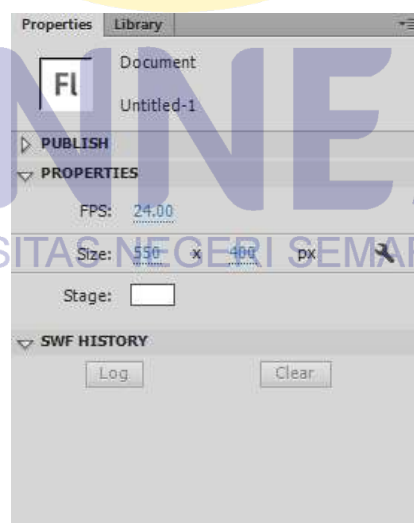 Properties Library
Fl
Document
Untitled-1
PUBLISH
PROPERTIES
FPS: 24.00
Size: 550 x 400 px
Stage:
SWF HISTORY
Log Clear
NNE
SITAS NEGERI SEMAR